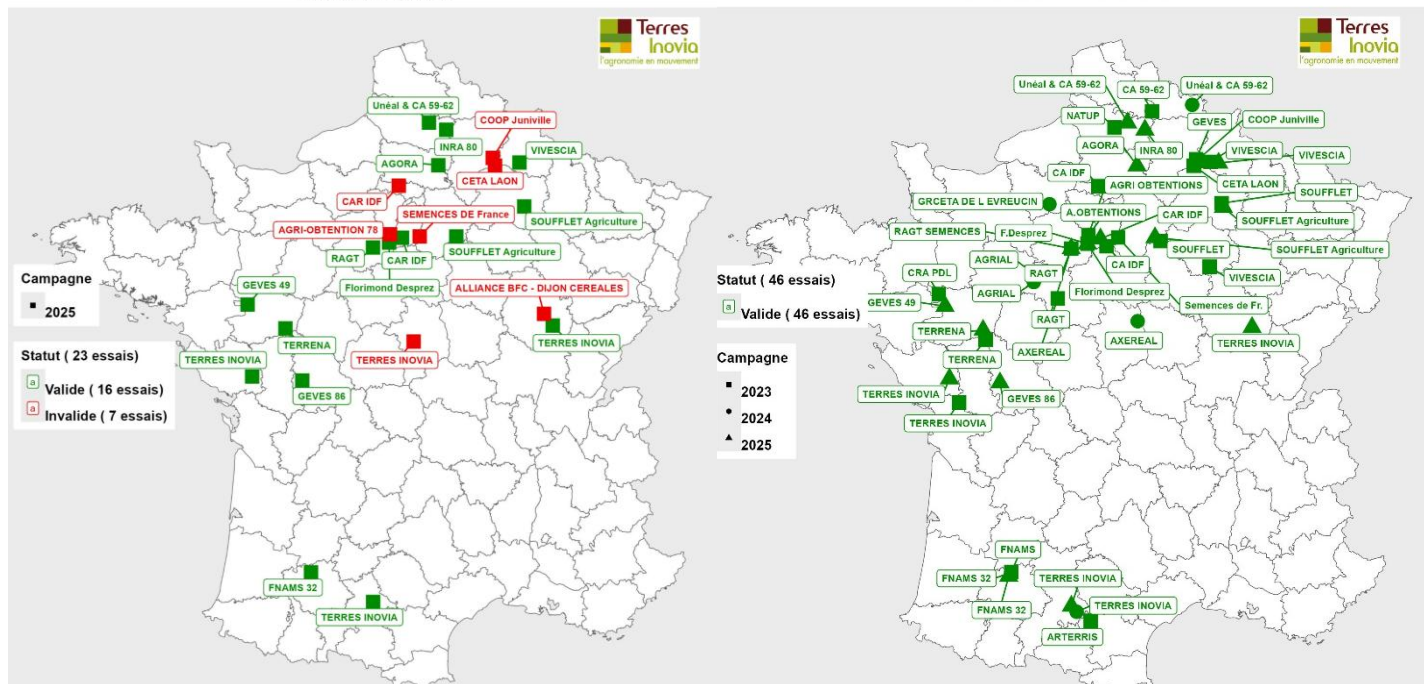 Terres
Inovia
l'agronomie en mouvement
Unéal & CA 59-62
COOP Juniville
INRA 80
VIVESCIA
AGORA
CETA LAON
CAR IDF
SEMENCES DE France
SOUFFLET Agriculture
AGRI-OBTENTION 78
RAGT
CAR IDF
SOUFFLET Agriculture
Florimond Desprez
GEVES 49
ALLIANCE BFC - DIJON CEREALES
TERRENA
TERRES INOVIA
TERRES INOVIA
TERRES INOVIA
GEVES 86
FNAMS 32
TERRES INOVIA
Campagne
2025
Statut ( 23 essais)
a Valide ( 16 essais)
a Invalide ( 7 essais)
Terres
Inovia
l'agronomie en mouvement
Unéal & CA 59-62
CA 59-62
Unéal & CA 59-62
NATUP
GEVES
COOP Juniville
AGORA
INRA 80
VIVESCIA
VIVESCIA
CA IDF
AGRI OBTENTIONS
CETA LAON
SOUFFLET
GRCETA DE L EVREUCIN
A.OBTENTIONS
CAR IDF
SOUFFLET Agriculture
RAGT SEMENCES
F.Desprez
SOUFFLET
SOUFFLET Agriculture
AGRIAL
RAGT
CA IDF
VIVESCIA
CRA PDL
AGRIAL
Florimond Desprez
GEVES 49
RAGT
Semences de Fr.
TERRENA
AXEREAL
AXEREAL
TERRES INOVIA
TERRENA
TERRES INOVIA
GEVES 86
TERRES INOVIA
FNAMS
FNAMS 32
TERRES INOVIA
FNAMS 32
TERRES INOVIA
ARTERRIS
Statut ( 46 essais)
a Valide ( 46 essais)
Campagne
2023
2024
2025